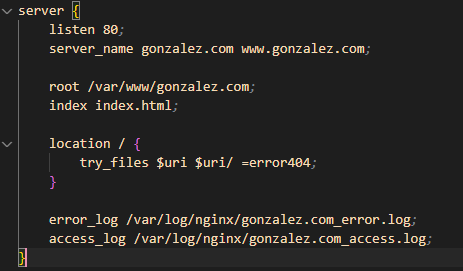 server {
listen 80;
server_name gonzalez.com www.gonzalez.com;
root /var/www/gonzalez.com;
index index.html;
location / {
try_files $uri $uri/ =error404;
}
error_log /var/log/nginx/gonzalez.com_error.log;
access_log /var/log/nginx/gonzalez.com_access.log;
}